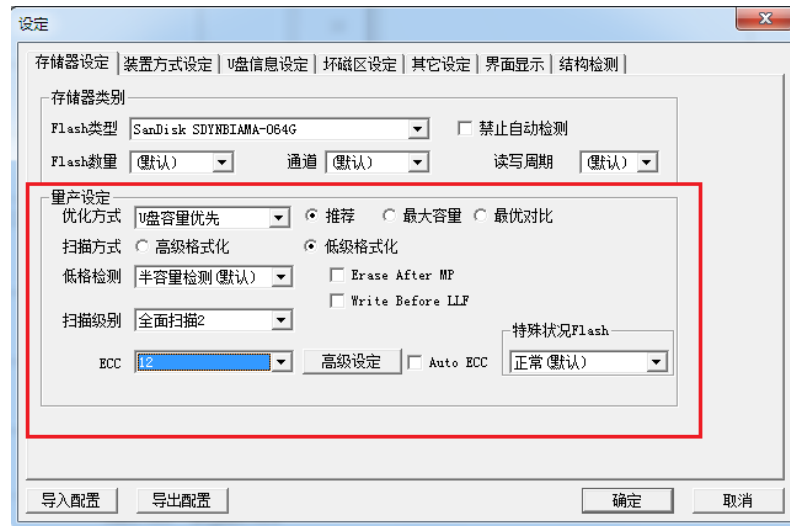 设定
存储器设定 装置方式设定 U盘信息设定 坏磁区设定 其它设定 界面显示 结构检测
存储器类别
Flash类型 SanDisk SDYNBIAMA-064G 禁止自动检测
Flash数量 (默认) 通道 (默认) 读写周期 (默认)
量产设定
优化方式 U盘容量优先 推荐 最大容量 最优对比
扫描方式 高级格式化 低级格式化
低格检测 半容量检测(默认) Erase After MP
Write Before LLF
扫描级别 全面扫描2
特殊状况Flash
ECC 12 高级设定 Auto ECC 正常(默认)
导入配置 导出配置 确定 取消